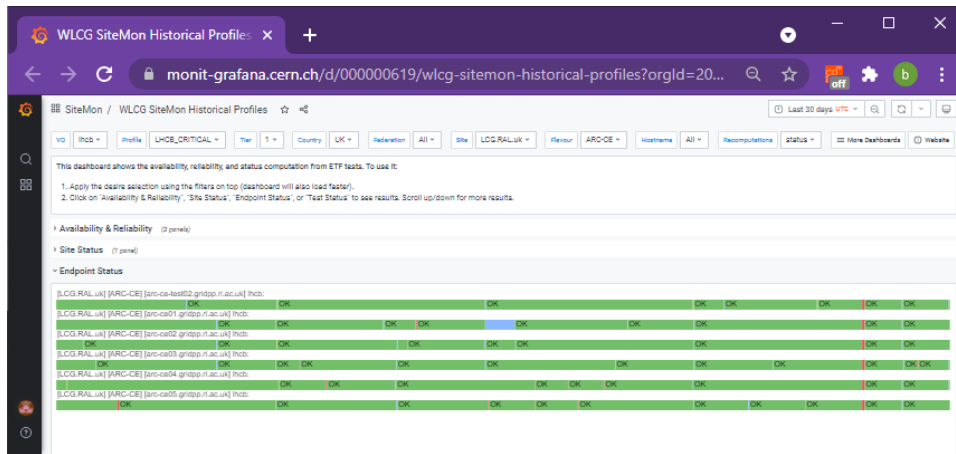 WLCG SiteMon Historical Profiles
monit-grafana.cern.ch/d/000000619/wlcg-sitemon-historical-profiles?orgId=20...
off
b
SiteMon / WLCG SiteMon Historical Profiles
Last 30 days UTC
VO lhcb Profile LHCB_CRITICAL Tier 1 Country UK Federation All Site LCG.RAL.uk Flavour ARC-CE Hostname All Recomputations status More Dashboards Website
This dashboard shows the availability, reliability, and status computation from ETF tests. To use it:
1. Apply the desire selection using the filters on top (dashboard will also load faster).
2. Click on 'Availability & Reliability', 'Site Status', 'Endpoint Status', or 'Test Status' to see results. Scroll up/down for more results.
Availability & Reliability (2 panels)
Site Status (1 panel)
Endpoint Status
[LCG.RAL.uk] [ARC-CE] [arc-ce-test02.gridpp.rl.ac.uk] lhcb:
OK OK OK OK OK OK OK OK
[LCG.RAL.uk] [ARC-CE] [arc-ce01.gridpp.rl.ac.uk] lhcb:
OK OK OK OK OK OK OK OK OK
[LCG.RAL.uk] [ARC-CE] [arc-ce02.gridpp.rl.ac.uk] lhcb:
OK OK OK OK OK OK OK OK OK
[LCG.RAL.uk] [ARC-CE] [arc-ce03.gridpp.rl.ac.uk] lhcb:
OK OK OK OK OK OK OK OK OK OK OK OK
[LCG.RAL.uk] [ARC-CE] [arc-ce04.gridpp.rl.ac.uk] lhcb:
OK OK OK OK OK OK OK OK OK
[LCG.RAL.uk] [ARC-CE] [arc-ce05.gridpp.rl.ac.uk] lhcb:
OK OK OK OK OK OK OK OK OK OK OK